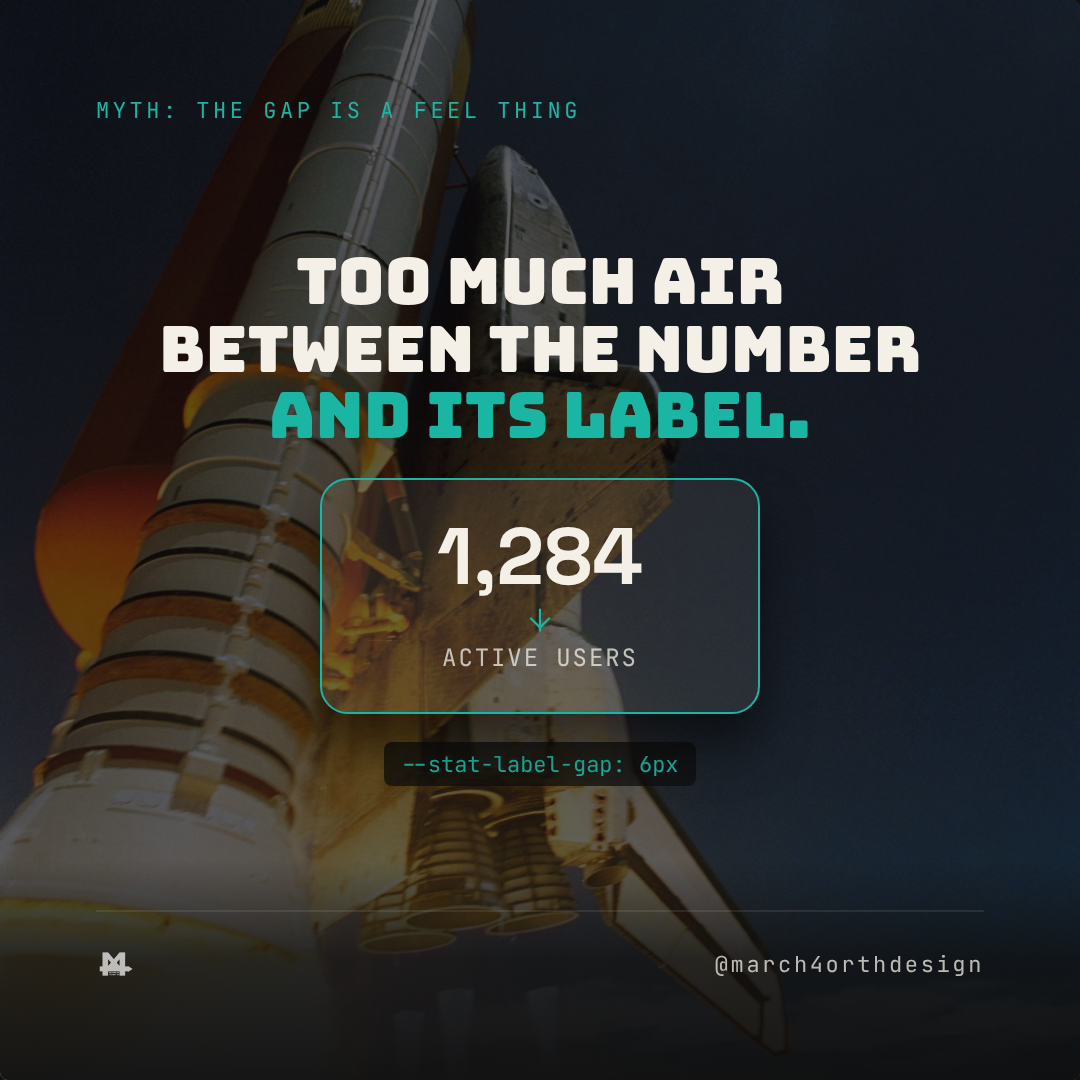 MYTH: THE GAP IS A FEEL THING
TOO MUCH AIR
BETWEEN THE NUMBER
AND ITS LABEL.
1,284
ACTIVE USERS
--stat-label-gap: 6px
@march4orthdesign